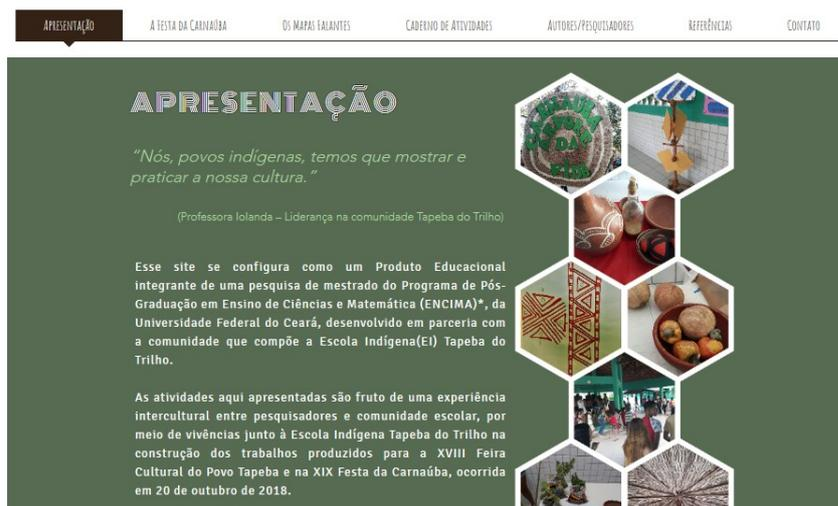 APRESENTAÇÃO
A FESTA DA CARNAÚBA
OS MAPAS FALANTES
CADERNO DE ATIVIDADES
AUTORES/PESQUISADORES
REFERÊNCIAS
CONTATO
APRESENTAÇÃO
“Nós, povos indígenas, temos que mostrar e
praticar a nossa cultura.”
(Professora Iolanda – Liderança na comunidade Tapeba do Trilho)
Esse site se configura como um Produto Educacional
integrante de uma pesquisa de mestrado do Programa de Pós-
Graduação em Ensino de Ciências e Matemática (ENCIMA)*, da
Universidade Federal do Ceará, desenvolvido em parceria com
a comunidade que compõe a Escola Indígena(EI) Tapeba do
Trilho.
As atividades aqui apresentadas são fruto de uma experiência
intercultural entre pesquisadores e comunidade escolar, por
meio de vivências junto à Escola Indígena Tapeba do Trilho na
construção dos trabalhos produzidos para a XVIII Feira
Cultural do Povo Tapeba e na XIX Festa da Carnaúba, ocorrida
em 20 de outubro de 2018.
CARNAÚBA
ÁRVORE
DA
VIDA